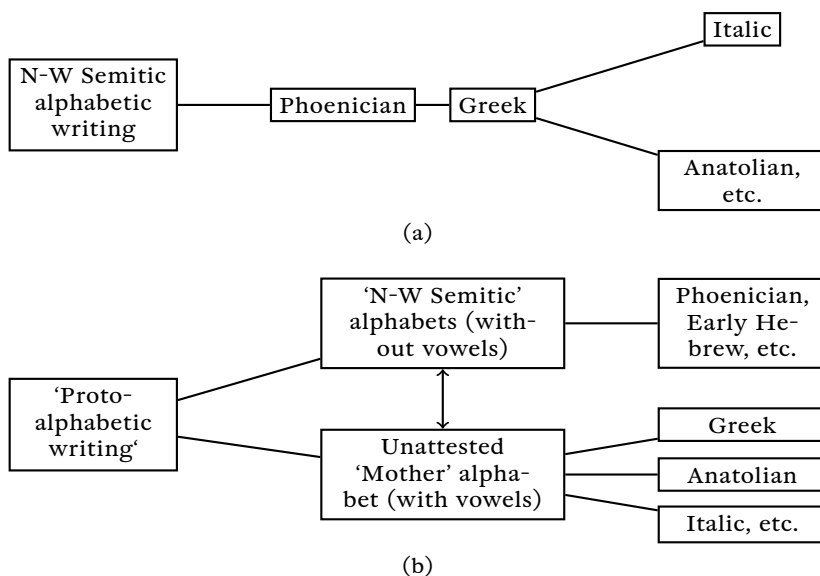 Italic
N-W Semitic
alphabetic
writing
Phoenician
Greek
Anatolian,
etc.
(a)
‘N-W Semitic’
alphabets (with-
out vowels)
Phoenician,
Early He-
brew, etc.
‘Proto-
alphabetic
writing‘
Unattested
‘Mother’ alpha-
bet (with vowels)
Greek
Anatolian
Italic, etc.
(b)